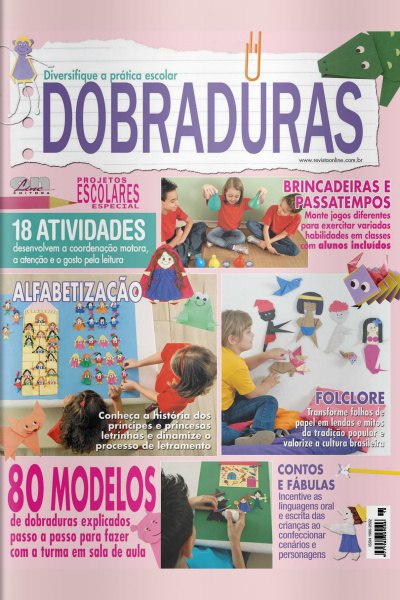 Diversifique a prática escolar
DOBRADURAS
www.revistaonline.com.br
Line
EDITORA
PROJETOS
ESCOLARES
ESPECIAL
18 ATIVIDADES
desenvolvem a coordenação motora,
a atenção e o gosto pela leitura
BRINCADEIRAS E
PASSATEMPOS
Monte jogos diferentes
para exercitar variadas
habilidades em classes
com alunos incluídos
ALFABETIZAÇÃO
Conheça a história dos
príncipes e princesas
letrinhas e dinamize o
processo de letramento
FOLCLORE
Transforme folhas de
papel em lendas e mitos
da tradição popular e
valorize a cultura brasileira
80 MODELOS
de dobraduras explicados
passo a passo para fazer
com a turma em sala de aula
CONTOS
E FÁBULAS
Incentive as
linguagens oral
e escrita das
crianças ao
confeccionar
cenários e
personagens